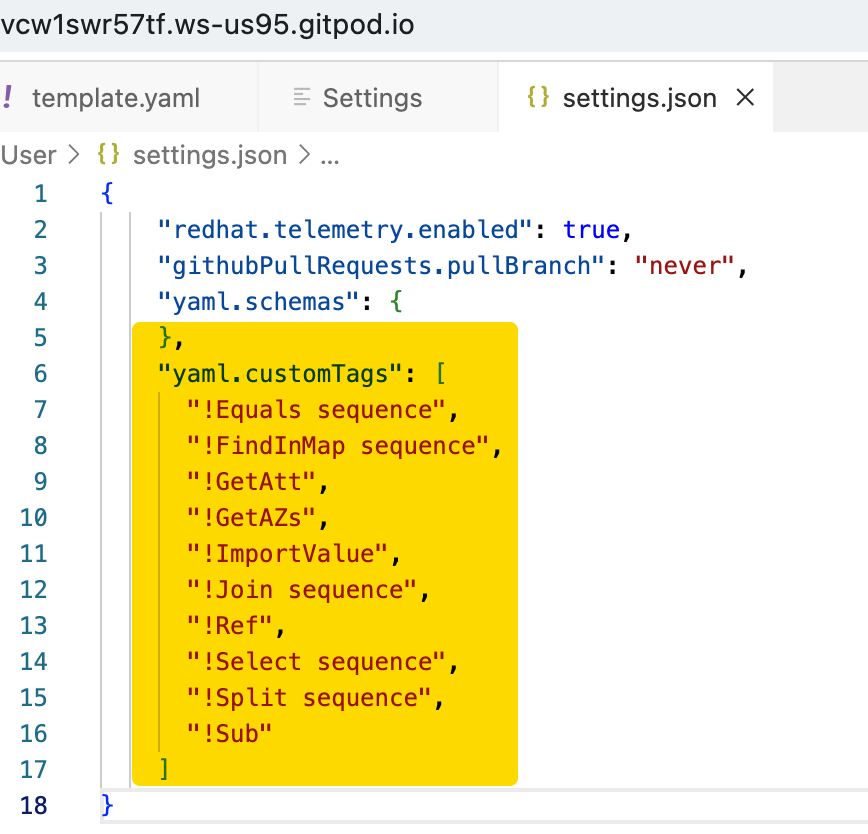 vcw1swr57tf.ws-us95.gitpod.io
! template.yaml Settings {} settings.json ×
User > {} settings.json > ...
1 {
2 "redhat.telemetry.enabled": true,
3 "githubPullRequests.pullBranch": "never",
4 "yaml.schemas": {
5 },
6 "yaml.customTags": [
7 "!Equals sequence",
8 "!FindInMap sequence",
9 "!GetAtt",
10 "!GetAZs",
11 "!ImportValue",
12 "!Join sequence",
13 "!Ref",
14 "!Select sequence",
15 "!Split sequence",
16 "!Sub"
17 ]
18 }